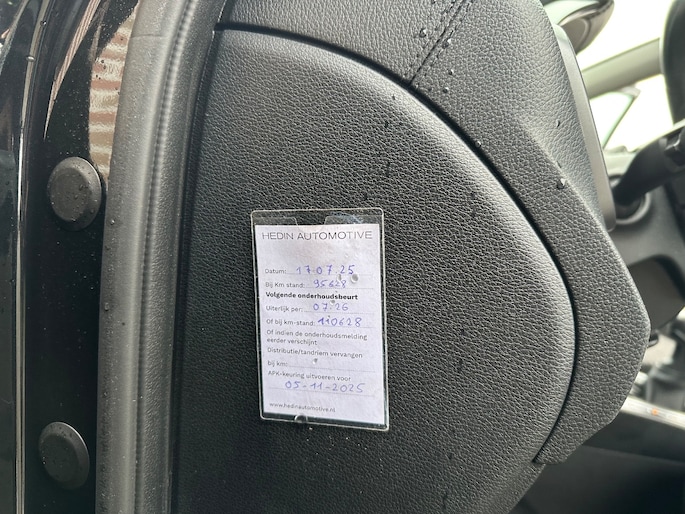 HEDIN AUTOMOTIVE
Datum: 17-07-25
Bij Km stand: 95628
Volgende onderhoudsbeurt
Uiterlijk per: 07-26
Of bij km-stand: 110628
Of indien de onderhoudsmelding
eerder verschijnt
Distributie/tandriem vervangen
bij km:
APK-keuring uitvoeren voor
05-11-2025
www.hedinautomotive.nl